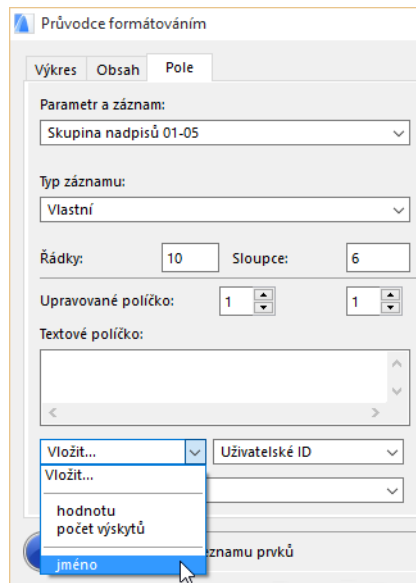 Průvodce formátováním
Výkres Obsah Pole
Parametr a záznam:
Skupina nadpisů 01-05
Typ záznamu:
Vlastní
Řádky: 10 Sloupce: 6
Upravované políčko: 1 1
Textové políčko:
Vložit... Uživatelské ID
Vložit...
hodnotu
počet výskytů
jméno
prvků